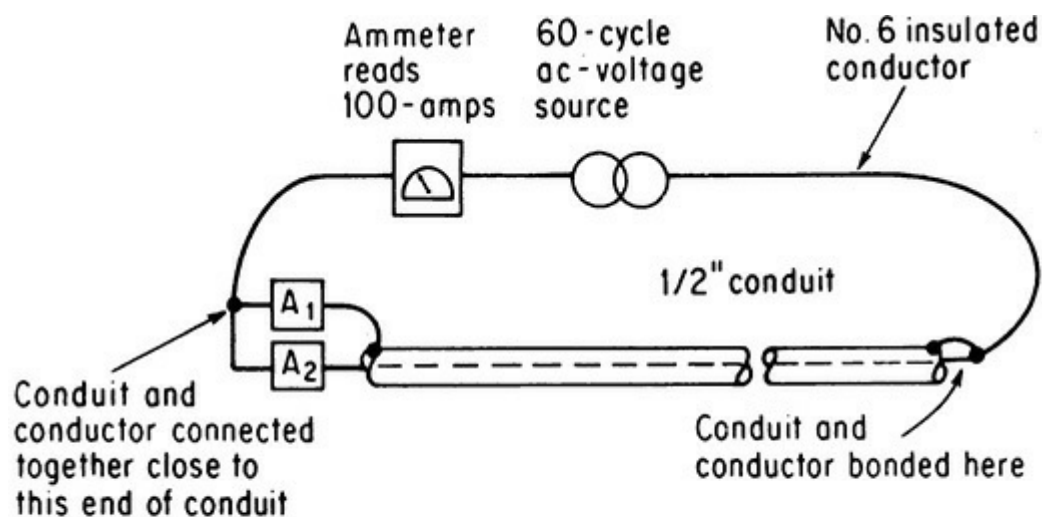 Ammeter
reads
100-amps
60-cycle
ac-voltage
source
No. 6 insulated
conductor
1/2" conduit
A1
A2
Conduit and
conductor connected
together close to
this end of conduit
Conduit and
conductor bonded here